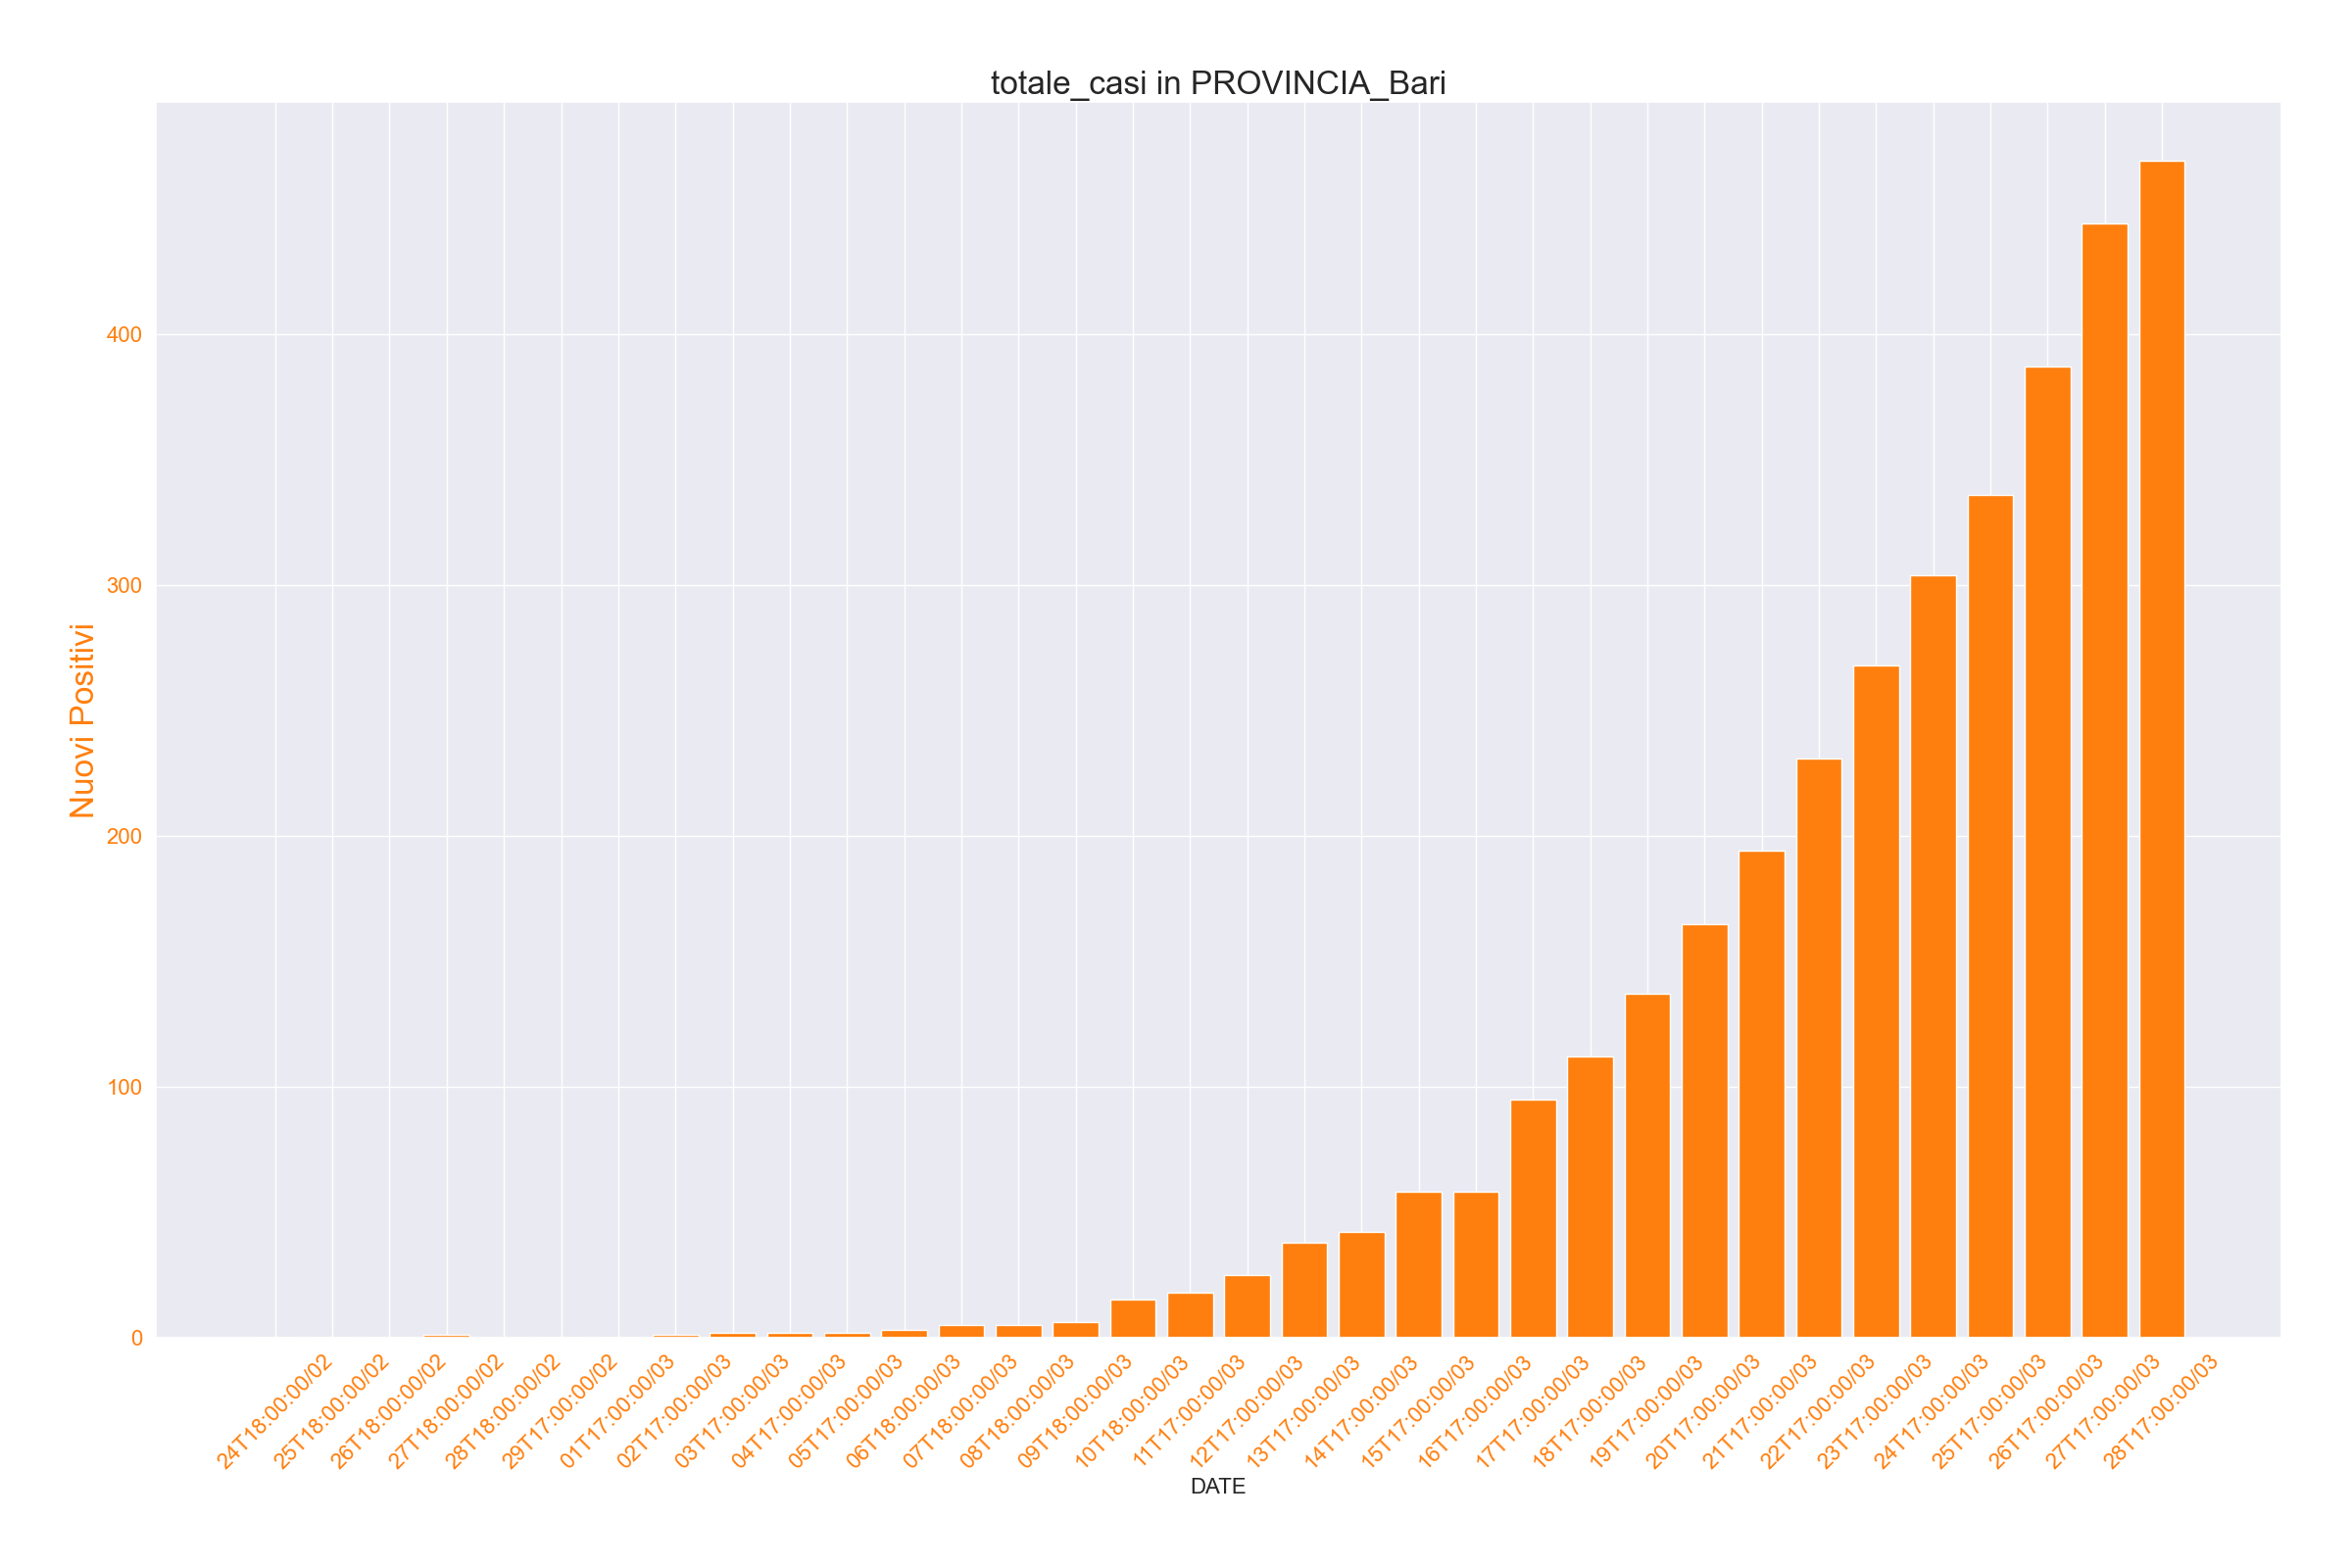 totale_casi in PROVINCIA_Bari
Nuovi Positivi
400
300
200
100
0
24T18:00:00/02
25T18:00:00/02
26T18:00:00/02
27T18:00:00/02
28T18:00:00/02
29T17:00:00/02
01T17:00:00/03
02T17:00:00/03
03T17:00:00/03
04T17:00:00/03
05T17:00:00/03
06T18:00:00/03
07T18:00:00/03
08T18:00:00/03
09T18:00:00/03
10T18:00:00/03
11T17:00:00/03
12T17:00:00/03
13T17:00:00/03
14T17:00:00/03
15T17:00:00/03
16T17:00:00/03
17T17:00:00/03
18T17:00:00/03
19T17:00:00/03
20T17:00:00/03
21T17:00:00/03
22T17:00:00/03
23T17:00:00/03
24T17:00:00/03
25T17:00:00/03
26T17:00:00/03
27T17:00:00/03
28T17:00:00/03
DATE